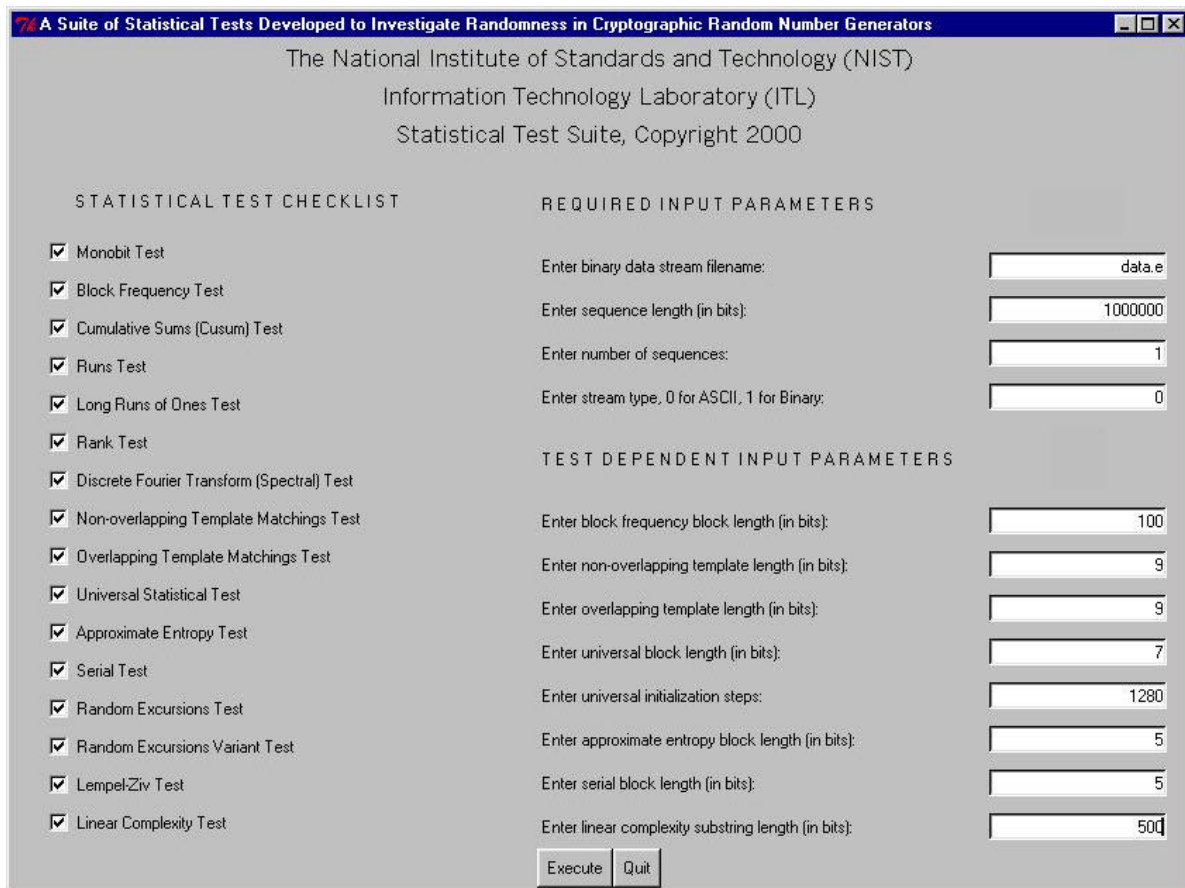 A Suite of Statistical Tests Developed to Investigate Randomness in Cryptographic Random Number Generators
The National Institute of Standards and Technology (NIST)
Information Technology Laboratory (ITL)
Statistical Test Suite, Copyright 2000
STATISTICAL TEST CHECKLIST
Monobit Test
Block Frequency Test
Cumulative Sums (Cusum) Test
Runs Test
Long Runs of Ones Test
Rank Test
Discrete Fourier Transform (Spectral) Test
Non-overlapping Template Matchings Test
Overlapping Template Matchings Test
Universal Statistical Test
Approximate Entropy Test
Serial Test
Random Excursions Test
Random Excursions Variant Test
Lempel-Ziv Test
Linear Complexity Test
REQUIRED INPUT PARAMETERS
Enter binary data stream filename: data.e
Enter sequence length (in bits): 1000000
Enter number of sequences: 1
Enter stream type, 0 for ASCII, 1 for Binary: 0
TEST DEPENDENT INPUT PARAMETERS
Enter block frequency block length (in bits): 100
Enter non-overlapping template length (in bits): 9
Enter overlapping template length (in bits): 9
Enter universal block length (in bits): 7
Enter universal initialization steps: 1280
Enter approximate entropy block length (in bits): 5
Enter serial block length (in bits): 5
Enter linear complexity substring length (in bits): 500
Execute Quit